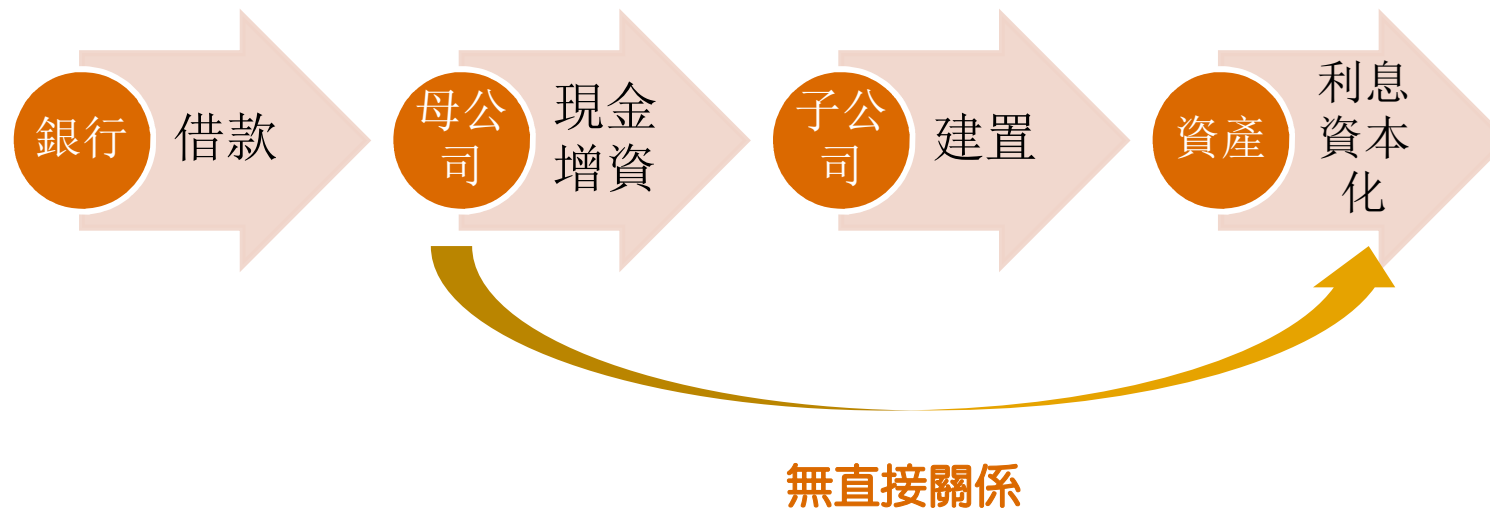 銀行
借款
母公
司
現金
增資
子公
司
建置
資產
利息
資本
化
無直接關係